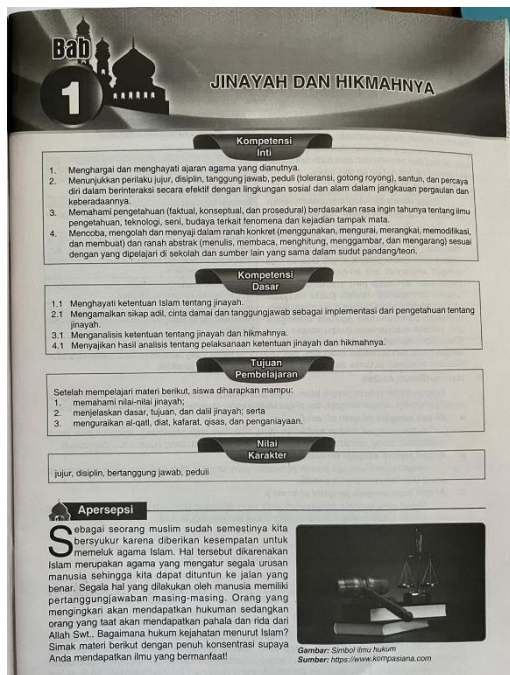 Bab
1
JINAYAH DAN HIKMAHNYA
Kompetensi
Inti
1. Menghargai dan menghayati ajaran agama yang dianutnya.
2. Menunjukkan perilaku jujur, disiplin, tanggung jawab, peduli (toleransi, gotong royong), santun, dan percaya
diri dalam berinteraksi secara efektif dengan lingkungan sosial dan alam dalam jangkauan pergaulan dan
keberadaannya.
3. Memahami pengetahuan (faktual, konseptual, dan prosedural) berdasarkan rasa ingin tahunya tentang ilmu
pengetahuan, teknologi, seni, budaya terkait fenomena dan kejadian tampak mata.
4. Mencoba, mengolah dan menyaji dalam ranah konkret (menggunakan, mengurai, merangkai, memodifikasi,
dan membuat) dan ranah abstrak (menulis, membaca, menghitung, menggambar, dan mengarang) sesuai
dengan yang dipelajari di sekolah dan sumber lain yang sama dalam sudut pandang/teori.
Kompetensi
Dasar
1.1 Menghayati ketentuan Islam tentang jinayah.
2.1 Mengamalkan sikap adil, cinta damai dan tanggungjawab sebagai implementasi dari pengetahuan tentang
jinayah.
3.1 Menganalisis ketentuan tentang jinayah dan hikmahnya.
4.1 Menyajikan hasil analisis tentang pelaksanaan ketentuan jinayah dan hikmahnya.
Tujuan
Pembelajaran
Setelah mempelajari materi berikut, siswa diharapkan mampu:
1. memahami nilai-nilai jinayah;
2. menjelaskan dasar, tujuan, dan dalil jinayah; serta
3. menguraikan al-qatl, diat, kafarat, qisas, dan penganiayaan.
Nilai
Karakter
jujur, disiplin, bertanggung jawab, peduli
Apersepsi
Sebagai seorang muslim sudah semestinya kita
bersyukur karena diberikan kesempatan untuk
memeluk agama Islam. Hal tersebut dikarenakan
Islam merupakan agama yang mengatur segala urusan
manusia sehingga kita dapat dituntun ke jalan yang
benar. Segala hal yang dilakukan oleh manusia memiliki
pertanggungjawaban masing-masing. Orang yang
mengingkari akan mendapatkan hukuman sedangkan
orang yang taat akan mendapatkan pahala dan rida dari
Allah Swt.. Bagaimana hukum kejahatan menurut Islam?
Simak materi berikut dengan penuh konsentrasi supaya
Anda mendapatkan ilmu yang bermanfaat!
Gambar: Simbol ilmu hukum
Sumber: https://www.kompasiana.com